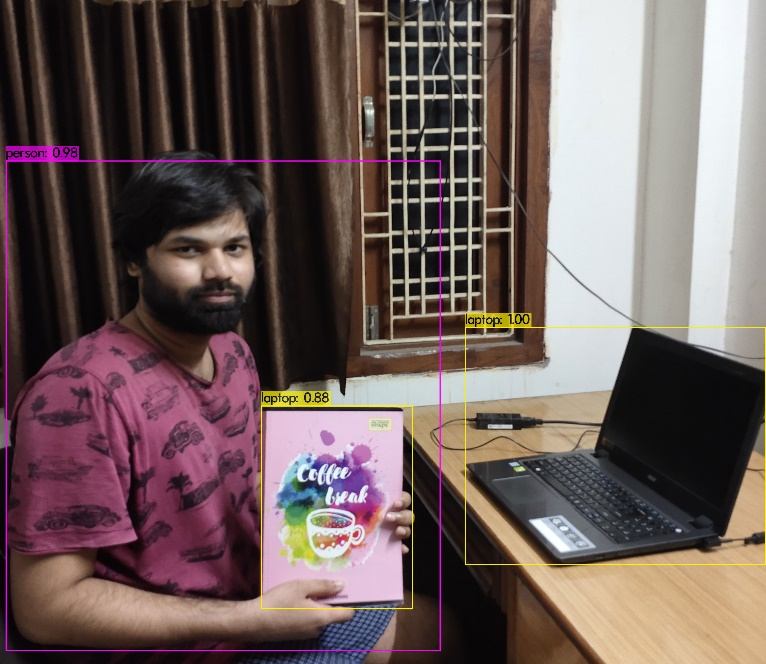 person: 0.98
laptop: 1.00
laptop: 0.88
Coffee
break